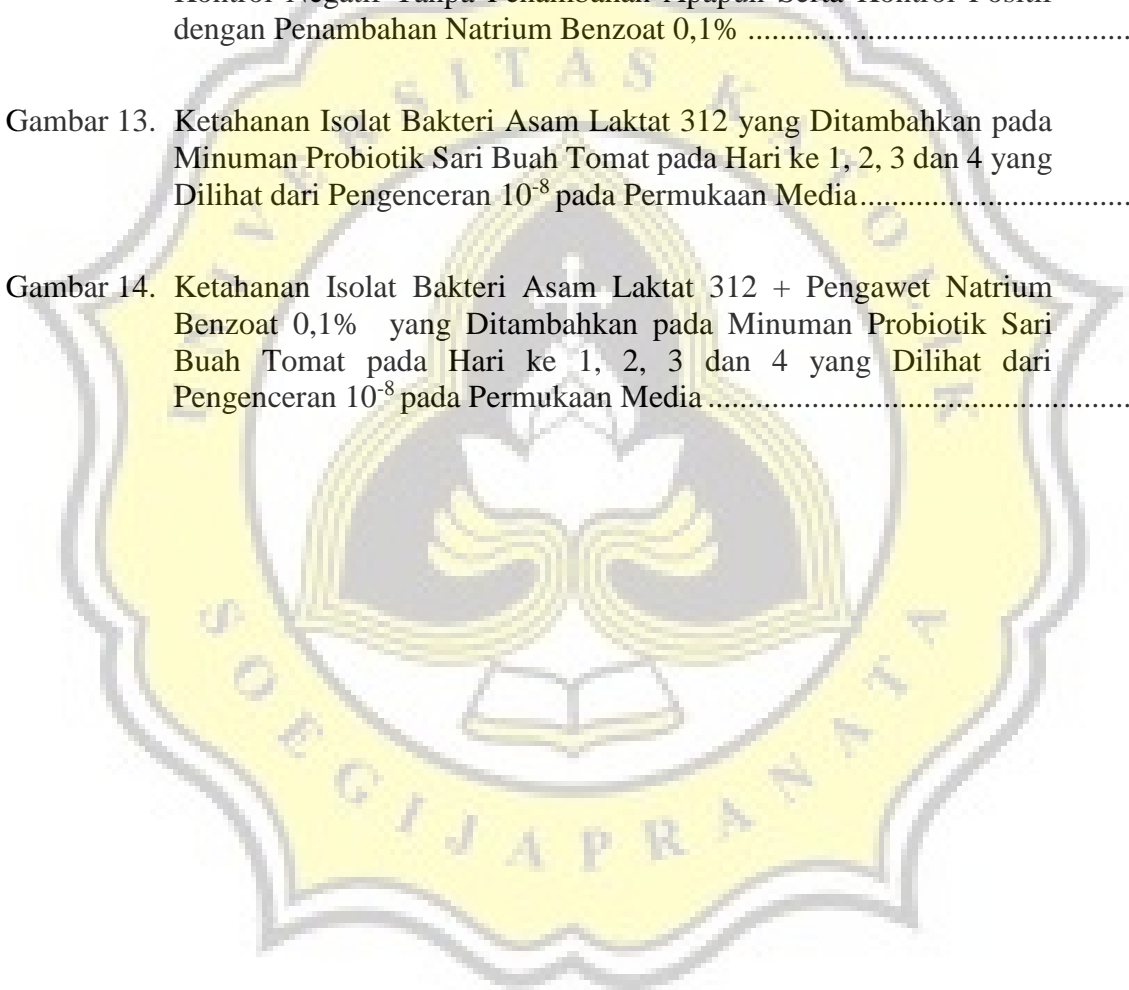 Kontrol Negatif Tanpa Penambahan Apapun Serta Kontrol Positif
dengan Penambahan Natrium Benzoat 0,1% ................................................
Gambar 13. Ketahanan Isolat Bakteri Asam Laktat 312 yang Ditambahkan pada
Minuman Probiotik Sari Buah Tomat pada Hari ke 1, 2, 3 dan 4 yang
Dilihat dari Pengenceran 10⁻⁸ pada Permukaan Media..................................
Gambar 14. Ketahanan Isolat Bakteri Asam Laktat 312 + Pengawet Natrium
Benzoat 0,1% yang Ditambahkan pada Minuman Probiotik Sari
Buah Tomat pada Hari ke 1, 2, 3 dan 4 yang Dilihat dari
Pengenceran 10⁻⁸ pada Permukaan Media .....................................................
SOEGIJAPRANATA